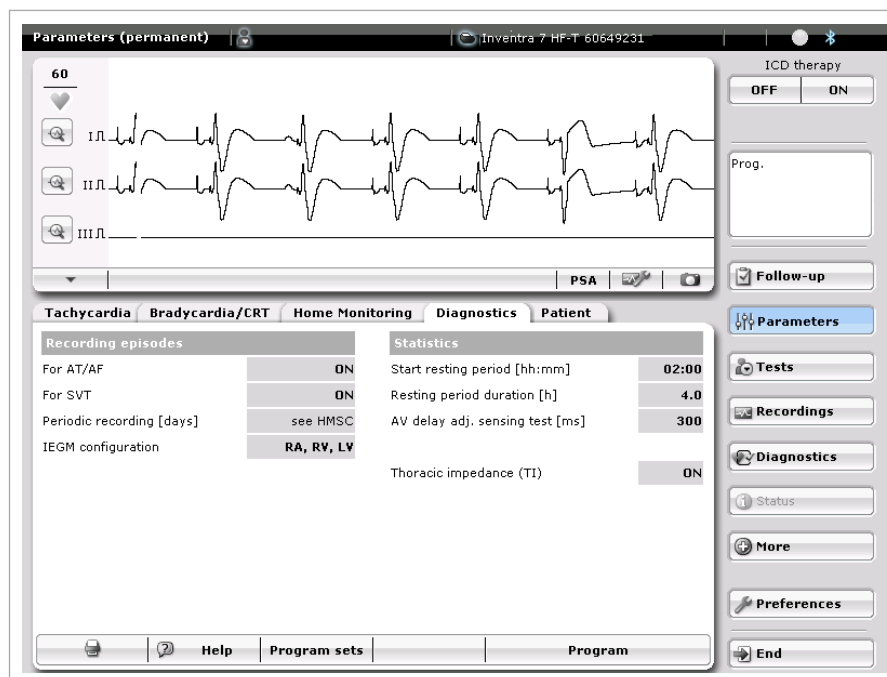 Parameters (permanent) Inventra 7 HF-T 60649231
ICD therapy
OFF ON
60
I
II
III
Prog.
PSA
Follow-up
Parameters
Tests
Recordings
Diagnostics
Status
More
Preferences
End
Tachycardia Bradycardia/CRT Home Monitoring Diagnostics Patient
Recording episodes
For AT/AF ON
For SVT ON
Periodic recording [days] see HMSC
IEGM configuration RA, RV, LV
Statistics
Start resting period [hh:mm] 02:00
Resting period duration [h] 4.0
AV delay adj. sensing test [ms] 300
Thoracic impedance (TI) ON
Help Program sets Program